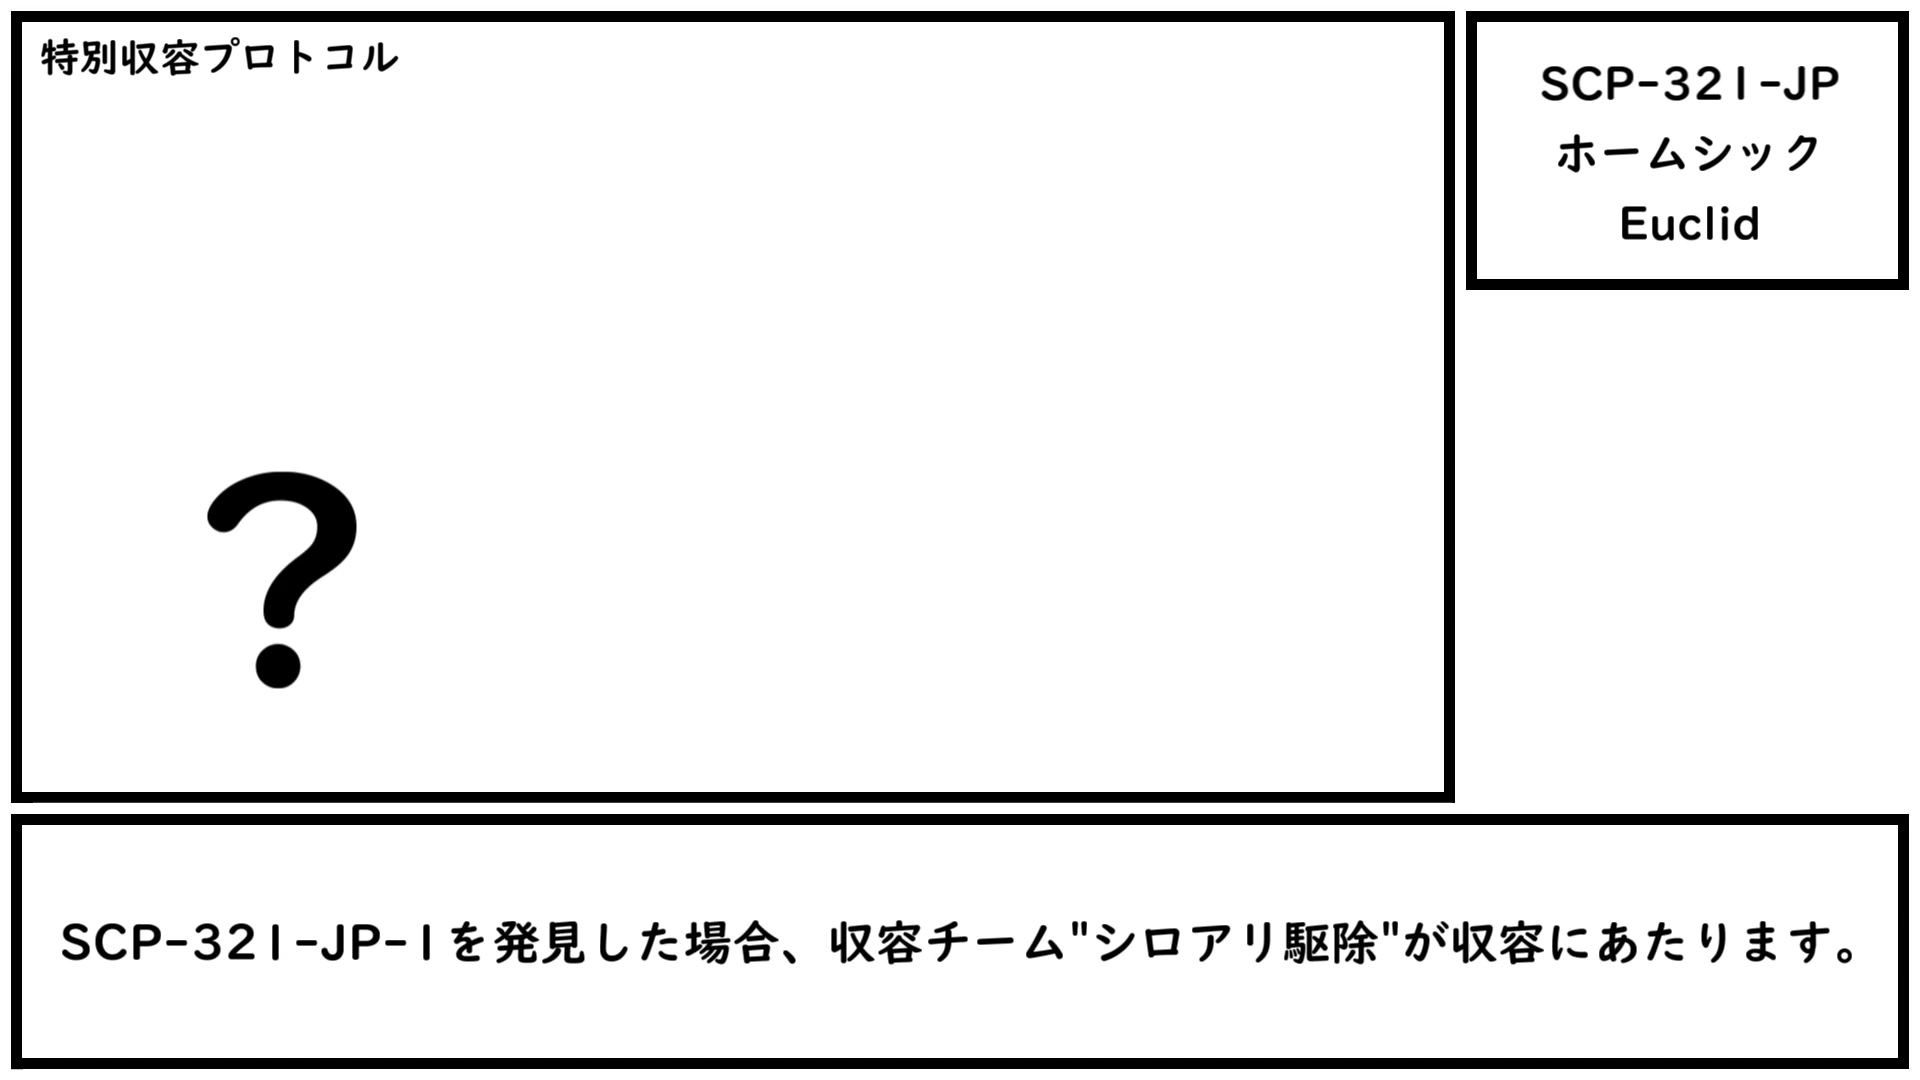 特別収容プロトコル
SCP-321-JP
ホームシック
Euclid
?
SCP-321-JP-1を発見した場合、収容チーム"シロアリ駆除"が収容にあたります。